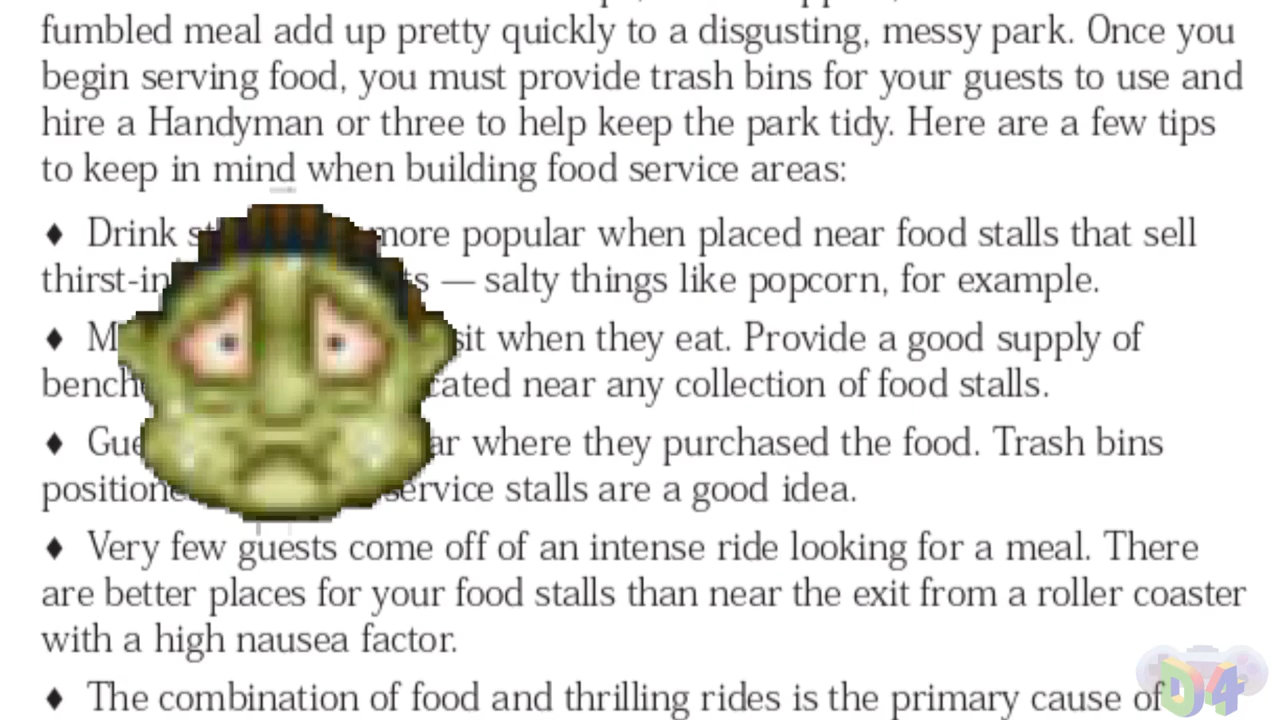 fumbled meal add up pretty quickly to a disgusting, messy park. Once you
begin serving food, you must provide trash bins for your guests to use and
hire a Handyman or three to help keep the park tidy. Here are a few tips
to keep in mind when building food service areas:
♦ Drink more popular when placed near food stalls that sell
— salty things like popcorn, for example.
♦ sit when they eat. Provide a good supply of
near any collection of food stalls.
♦ where they purchased the food. Trash bins
service stalls are a good idea.
♦ Very few guests come off of an intense ride looking for a meal. There
are better places for your food stalls than near the exit from a roller coaster
with a high nausea factor.
♦ The combination of food and thrilling rides is the primary cause of
D4